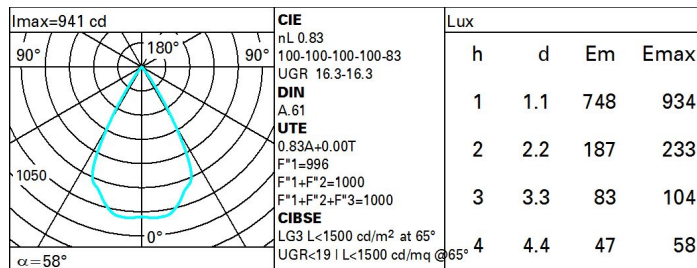 Imax=941 cd
90°
180°
90°
1050
0°
α=58°
CIE
nL 0.83
100-100-100-100-83
UGR 16.3-16.3
DIN
A.61
UTE
0.83A+0.00T
F"1=996
F"1+F"2=1000
F"1+F"2+F"3=1000
CIBSE
LG3 L<1500 cd/m² at 65°
UGR<19 | L<1500 cd/mq @65°
Lux
h d Em Emax
1 1.1 748 934
2 2.2 187 233
3 3.3 83 104
4 4.4 47 58